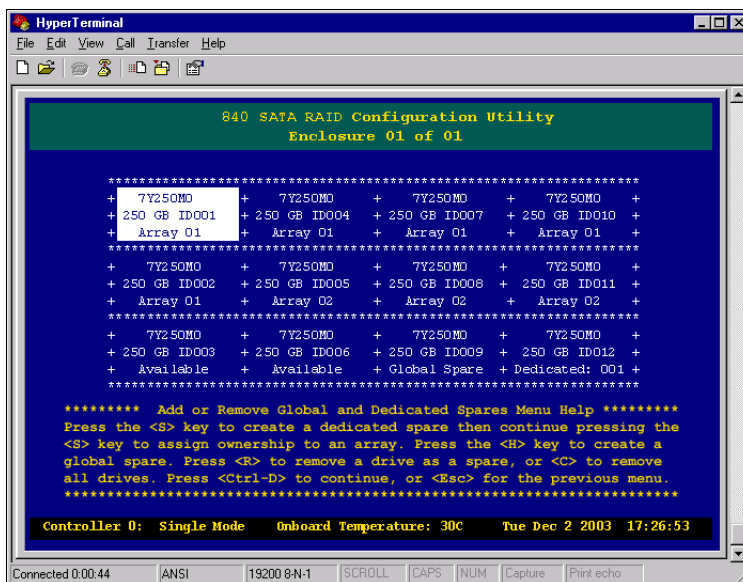 HyperTerminal
File Edit View Call Transfer Help
840 SATA RAID Configuration Utility
Enclosure 01 of 01
************************************************************************
+ 7Y250M0 + 7Y250M0 + 7Y250M0 + 7Y250M0 +
+ 250 GB ID001 + 250 GB ID004 + 250 GB ID007 + 250 GB ID010 +
+ Array 01 + Array 01 + Array 01 + Array 01 +
************************************************************************
+ 7Y250M0 + 7Y250M0 + 7Y250M0 + 7Y250M0 +
+ 250 GB ID002 + 250 GB ID005 + 250 GB ID008 + 250 GB ID011 +
+ Array 01 + Array 02 + Array 02 + Array 02 +
************************************************************************
+ 7Y250M0 + 7Y250M0 + 7Y250M0 + 7Y250M0 +
+ 250 GB ID003 + 250 GB ID006 + 250 GB ID009 + 250 GB ID012 +
+ Available + Available + Global Spare + Dedicated: 001 +
************************************************************************
********* Add or Remove Global and Dedicated Spares Menu Help *********
Press the <S> key to create a dedicated spare then continue pressing the
<S> key to assign ownership to an array. Press the <H> key to create a
global spare. Press <R> to remove a drive as a spare, or <C> to remove
all drives. Press <Ctrl-D> to continue, or <Esc> for the previous menu.
************************************************************************
Controller 0: Single Mode Onboard Temperature: 30C Tue Dec 2 2003 17:26:53
Connected 0:00:44 ANSI 19200 8-N-1 SCROLL CAPS NUM Capture Print echo